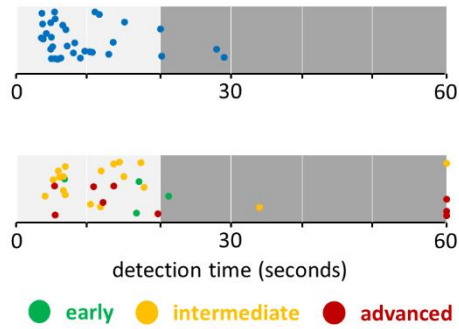 0 30 60
0 30 60
detection time (seconds)
early intermediate advanced